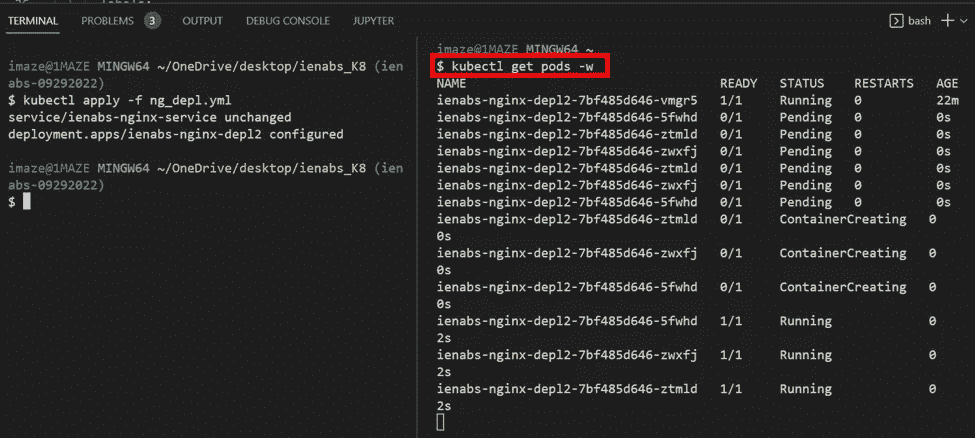 TERMINAL PROBLEMS 3 OUTPUT DEBUG CONSOLE JUPYTER bash
imaze@1MAZE MINGW64 ~/OneDrive/desktop/ienabs_K8 (ien
abs-09292022)
$ kubectl apply -f ng_depl.yml
service/ienabs-nginx-service unchanged
deployment.apps/ienabs-nginx-depl2 configured
imaze@1MAZE MINGW64 ~/OneDrive/desktop/ienabs_K8 (ien
abs-09292022)
$
imaze@1MAZE MINGW64 ~
$ kubectl get pods -w
NAME READY STATUS RESTARTS AGE
ienabs-nginx-depl2-7bf485d646-vmgr5 1/1 Running 0 22m
ienabs-nginx-depl2-7bf485d646-5fwhd 0/1 Pending 0 0s
ienabs-nginx-depl2-7bf485d646-ztmld 0/1 Pending 0 0s
ienabs-nginx-depl2-7bf485d646-zwxfj 0/1 Pending 0 0s
ienabs-nginx-depl2-7bf485d646-ztmld 0/1 Pending 0 0s
ienabs-nginx-depl2-7bf485d646-zwxfj 0/1 Pending 0 0s
ienabs-nginx-depl2-7bf485d646-5fwhd 0/1 Pending 0 0s
ienabs-nginx-depl2-7bf485d646-ztmld 0/1 ContainerCreating 0
0s
ienabs-nginx-depl2-7bf485d646-zwxfj 0/1 ContainerCreating 0
0s
ienabs-nginx-depl2-7bf485d646-5fwhd 0/1 ContainerCreating 0
0s
ienabs-nginx-depl2-7bf485d646-5fwhd 1/1 Running 0
2s
ienabs-nginx-depl2-7bf485d646-zwxfj 1/1 Running 0
2s
ienabs-nginx-depl2-7bf485d646-ztmld 1/1 Running 0
2s